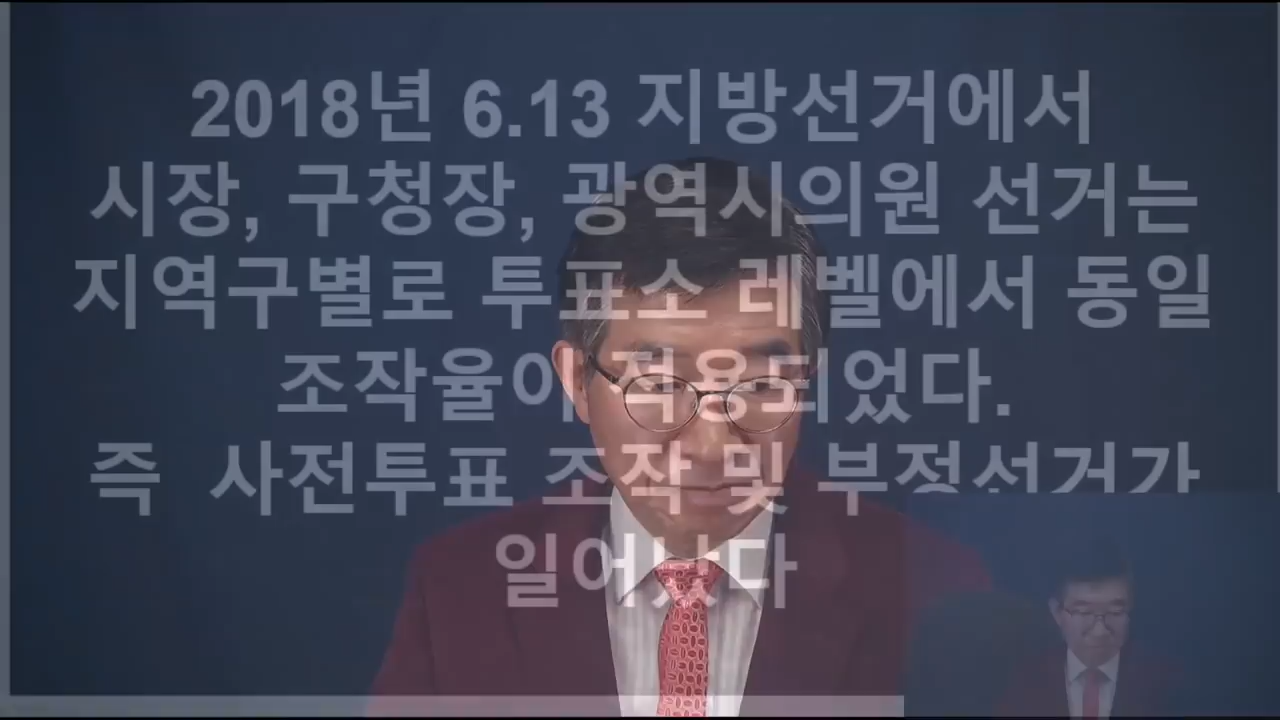 2018년 6.13 지방선거에서
시장, 구청장, 광역시의원 선거는
지역구별로 투표소 레벨에서 동일
조작율이 적용되었다.
즉 사전투표 조작 및 부정선거가
일어났다